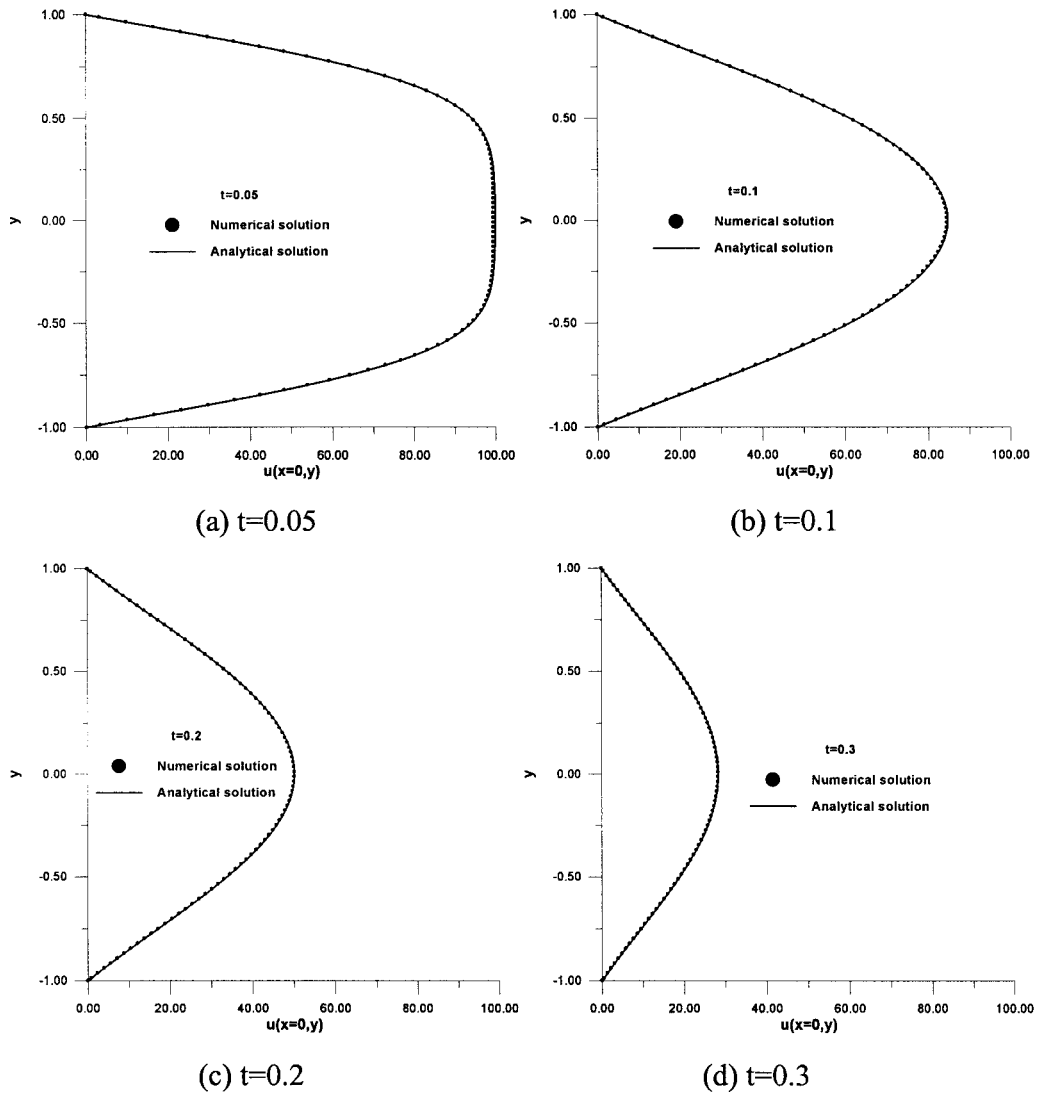 1.00
0.50
0.00
-0.50
-1.00
y
t=0.05
Numerical solution
Analytical solution
0.00 20.00 40.00 60.00 80.00 100.00
u(x=0,y)
(a) t=0.05
1.00
0.50
0.00
-0.50
-1.00
y
t=0.1
Numerical solution
Analytical solution
0.00 20.00 40.00 60.00 80.00 100.00
u(x=0,y)
(b) t=0.1
1.00
0.50
0.00
-0.50
-1.00
y
t=0.2
Numerical solution
Analytical solution
0.00 20.00 40.00 60.00 80.00 100.00
u(x=0,y)
(c) t=0.2
1.00
0.50
0.00
-0.50
-1.00
y
t=0.3
Numerical solution
Analytical solution
0.00 20.00 40.00 60.00 80.00 100.00
u(x=0,y)
(d) t=0.3